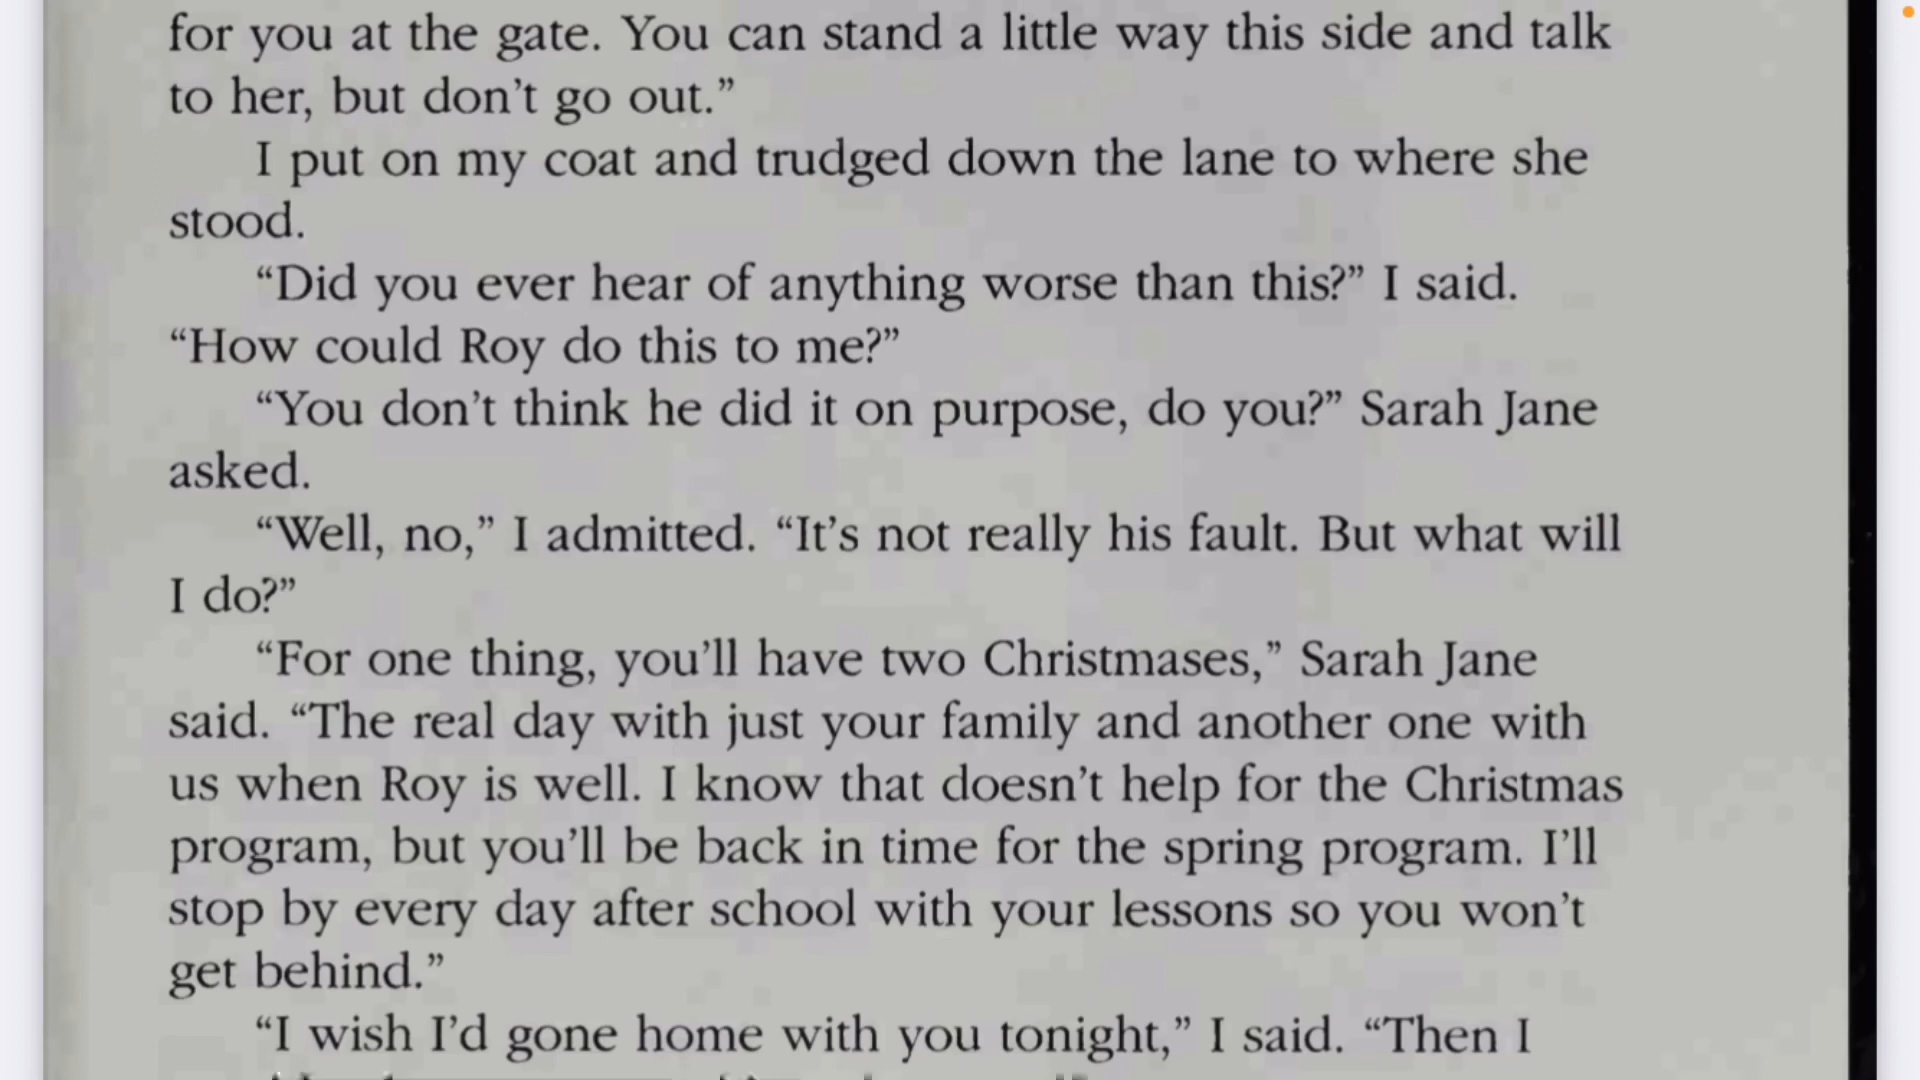 for you at the gate. You can stand a little way this side and talk
to her, but don’t go out.”
I put on my coat and trudged down the lane to where she
stood.
“Did you ever hear of anything worse than this?” I said.
“How could Roy do this to me?”
“You don’t think he did it on purpose, do you?” Sarah Jane
asked.
“Well, no,” I admitted. “It’s not really his fault. But what will
I do?”
“For one thing, you’ll have two Christmases,” Sarah Jane
said. “The real day with just your family and another one with
us when Roy is well. I know that doesn’t help for the Christmas
program, but you’ll be back in time for the spring program. I’ll
stop by every day after school with your lessons so you won’t
get behind.”
“I wish I’d gone home with you tonight,” I said. “Then I